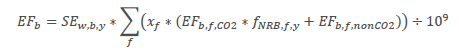 EF_b = SE_{w,b,y} * ∑_f (x_f * (EF_{b,f,CO2} * f_{NRB,f,y} + EF_{b,f,nonCO2})) ÷ 10^9